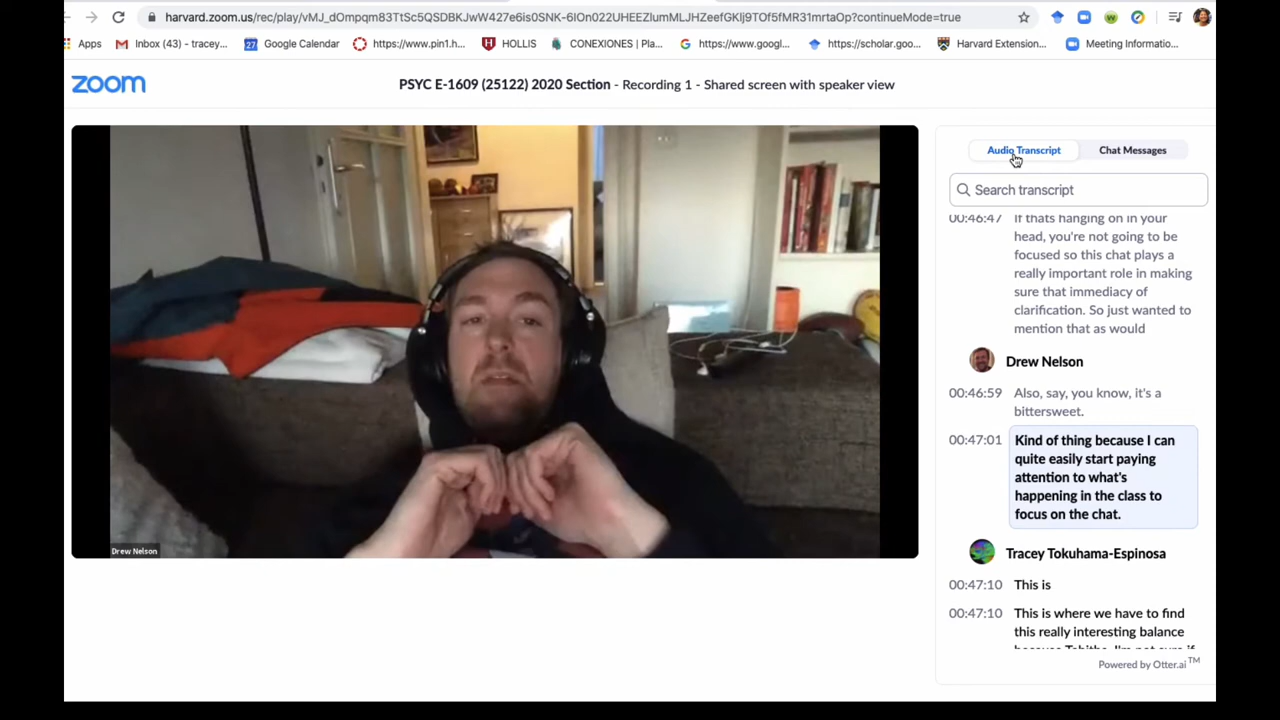 harvard.zoom.us/rec/play/vMJ_dOmpqm83TtSc5QSDBKJwW427e6is0SNK-6IOn022UHEEZlumMLJHZeefGKlj9TOf5fMR31mrtaOp?continueMode=true
Apps Inbox (43) - tracey... Google Calendar https://www.pin1.h... HOLLIS CONEXIONES | Pla... https://www.googl... https://scholar.goo... Harvard Extension... Meeting Informatio...
zoom PSYC E-1609 (25122) 2020 Section - Recording 1 - Shared screen with speaker view
Audio Transcript Chat Messages
Search transcript
00:46:47 If thats hanging on in your
head, you're not going to be
focused so this chat plays a
really important role in making
sure that immediacy of
clarification. So just wanted to
mention that as would
Drew Nelson
00:46:59 Also, say, you know, it's a
bittersweet.
00:47:01 Kind of thing because I can
quite easily start paying
attention to what's
happening in the class to
focus on the chat.
Drew Nelson
Tracey Tokuhama-Espinosa
00:47:10 This is
00:47:10 This is where we have to find
this really interesting balance
because Tabitha, I'm not sure if
Powered by Otter.ai TM